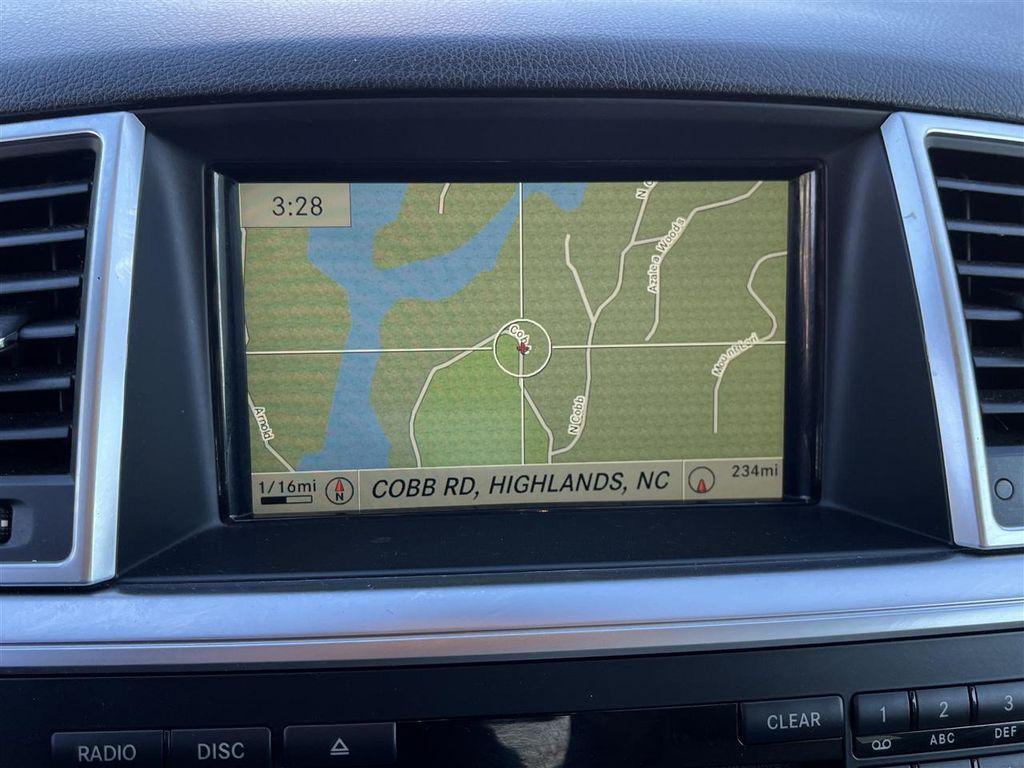 3:28
N C
Azalea Woods
Cobb
N Cobb
Arnold
1/16mi
N
COBB RD, HIGHLANDS, NC
234mi
RADIO
DISC
CLEAR
1
2
3
ABC
DEF